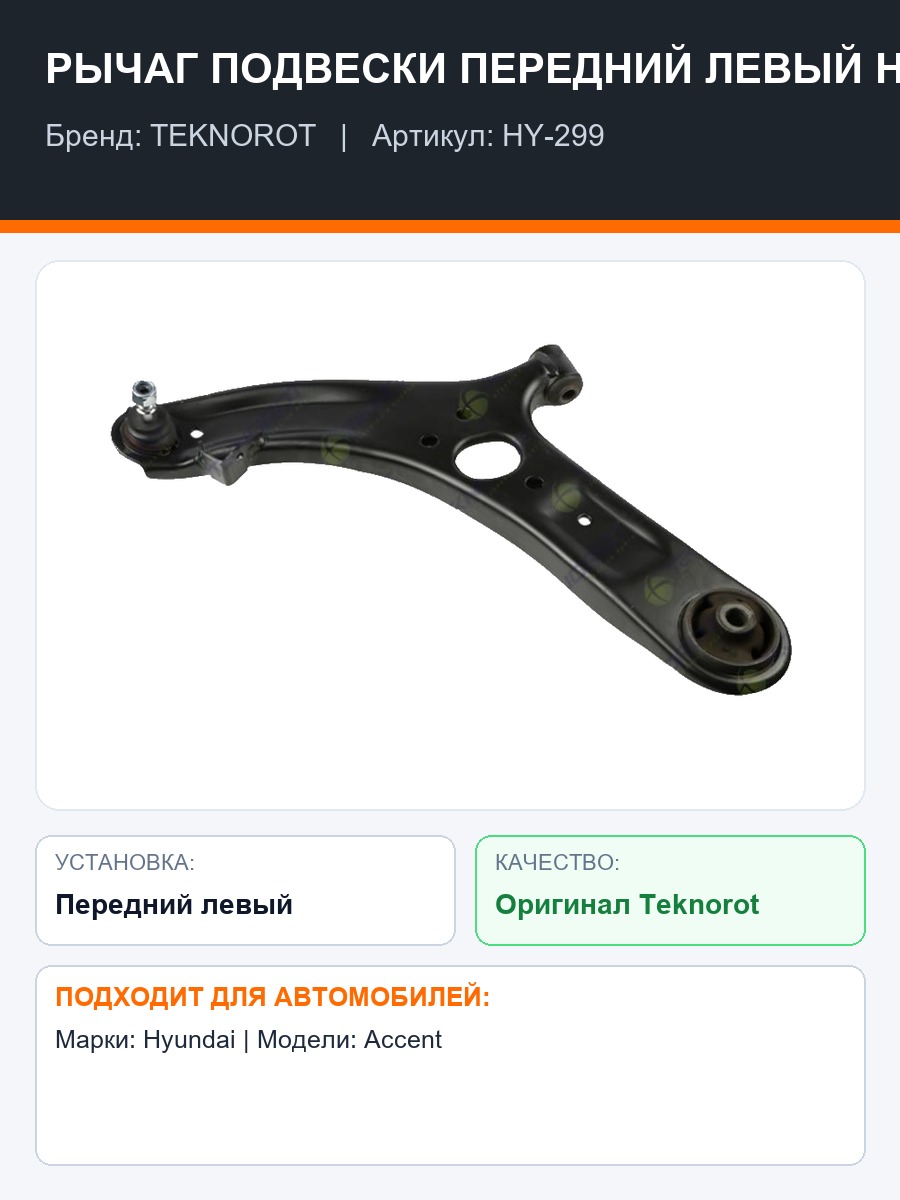 РЫЧАГ ПОДВЕСКИ ПЕРЕДНИЙ ЛЕВЫЙ H
Бренд: TEKNOROT | Артикул: HY-299
УСТАНОВКА:
Передний левый
КАЧЕСТВО:
Оригинал Teknorot
ПОДХОДИТ ДЛЯ АВТОМОБИЛЕЙ:
Марки: Hyundai | Модели: Accent